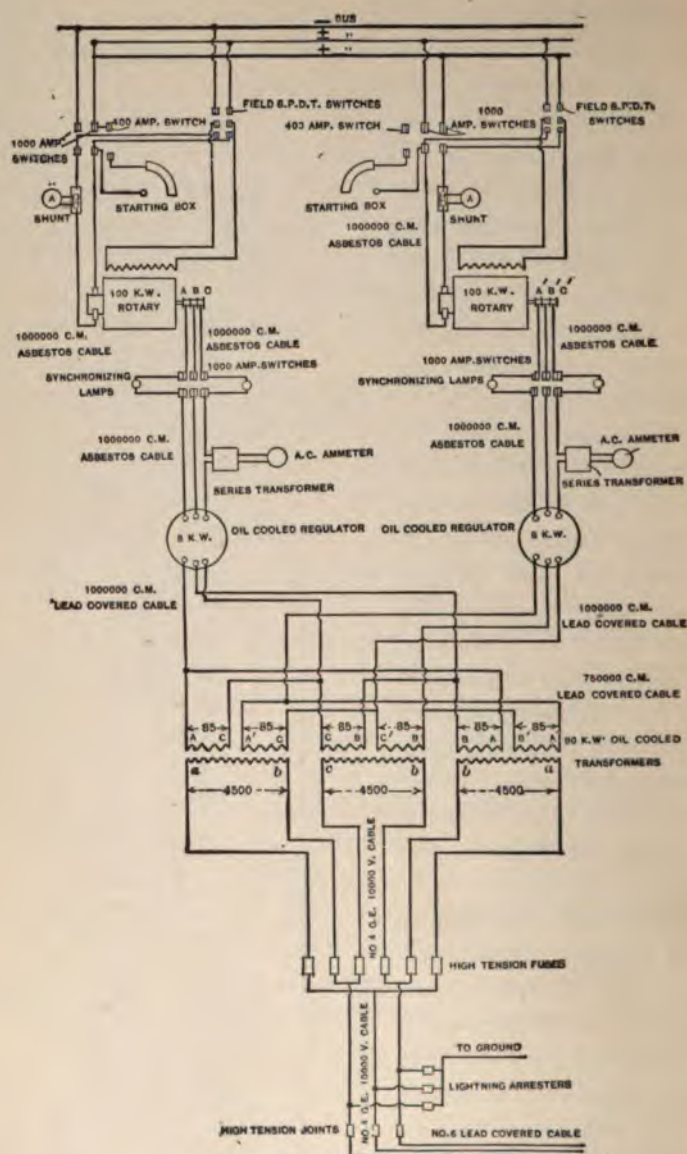 — BUS
+ "
+ "
FIELD S.P.D.T. SWITCHES
400 AMP. SWITCH
1000 AMP.
SWITCHES
403 AMP. SWITCH
1000
AMP. SWITCHES
FIELD S.P.D.T.
SWITCHES
A
SHUNT
STARTING BOX
STARTING BOX
A
SHUNT
1000000 C.M.
ASBESTOS CABLE
100 K.W.
ROTARY
A B C
100 K.W.
ROTARY
A' B' C'
1000000 C.M.
ASBESTOS CABLE
1000000 C.M.
ASBESTOS CABLE
1000000 C.M.
ASBESTOS CABLE
1000 AMP. SWITCHES
SYNCHRONIZING
LAMPS
1000 AMP. SWITCHES
SYNCHRONIZING LAMPS
1000000 C.M.
ASBESTOS CABLE
A.C. AMMETER
SERIES TRANSFORMER
1000000 C.M.
ASBESTOS CABLE
A.C. AMMETER
SERIES TRANSFORMER
8 K.W.
OIL COOLED REGULATOR
OIL COOLED REGULATOR
8 K.W.
1000000 C.M.
LEAD COVERED CABLE
1000000 C.M.
LEAD COVERED CABLE
750000 C.M.
LEAD COVERED CABLE
85 85 85 85 85 85
A C A' C C B C' B B A B' A
90 K.W. OIL COOLED
TRANSFORMERS
a b c b b a
4500 4500 4500
NO 4 G.E. 10000 V. CABLE
HIGH TENSION FUSES
NO 4 G.E. 10000 V. CABLE
TO GROUND
LIGHTNING ARRESTERS
HIGH TENSION JOINTS
NO.6 LEAD COVERED CABLE